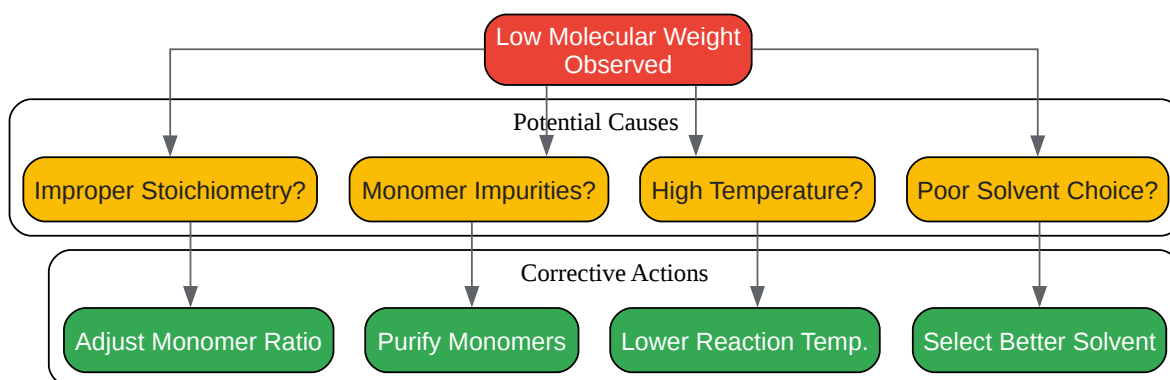 Low Molecular Weight
Observed
Potential Causes
Improper Stoichiometry?
Monomer Impurities?
High Temperature?
Poor Solvent Choice?
Corrective Actions
Adjust Monomer Ratio
Purify Monomers
Lower Reaction Temp.
Select Better Solvent